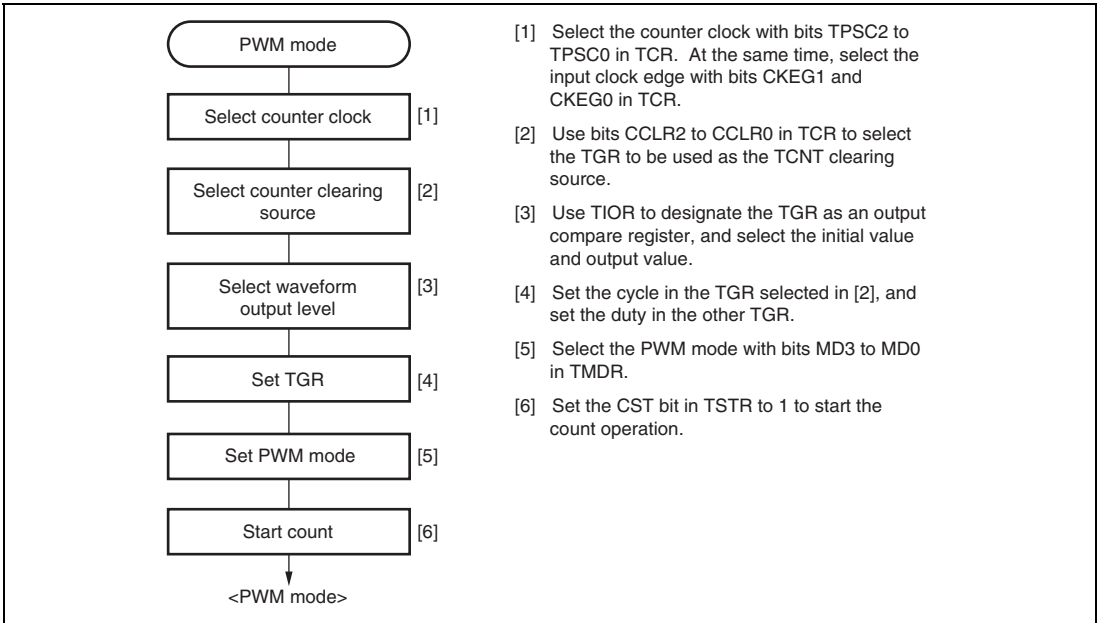 PWM mode
Select counter clock
[1]
Select counter clearing
source
[2]
Select waveform
output level
[3]
Set TGR
[4]
Set PWM mode
[5]
Start count
[6]
<PWM mode>
[1] Select the counter clock with bits TPSC2 to
TPSC0 in TCR. At the same time, select the
input clock edge with bits CKEG1 and
CKEG0 in TCR.
[2] Use bits CCLR2 to CCLR0 in TCR to select
the TGR to be used as the TCNT clearing
source.
[3] Use TIOR to designate the TGR as an output
compare register, and select the initial value
and output value.
[4] Set the cycle in the TGR selected in [2], and
set the duty in the other TGR.
[5] Select the PWM mode with bits MD3 to MD0
in TMDR.
[6] Set the CST bit in TSTR to 1 to start the
count operation.